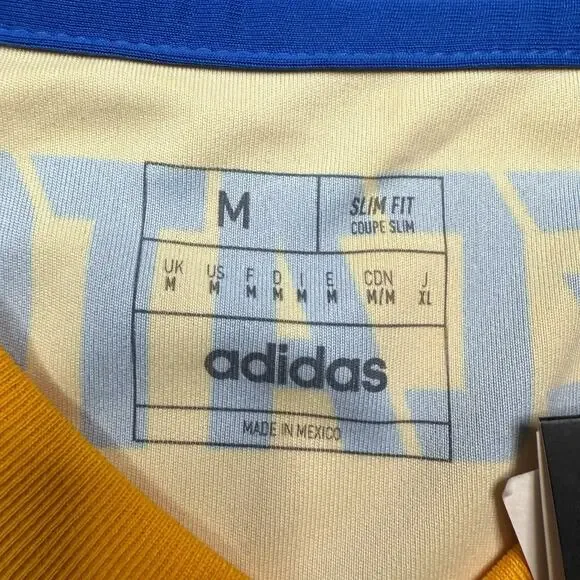 M
SLIM FIT
COUPE SLIM
UK US F D I E CDN J
M M M M M M M/M XL
adidas
MADE IN MEXICO